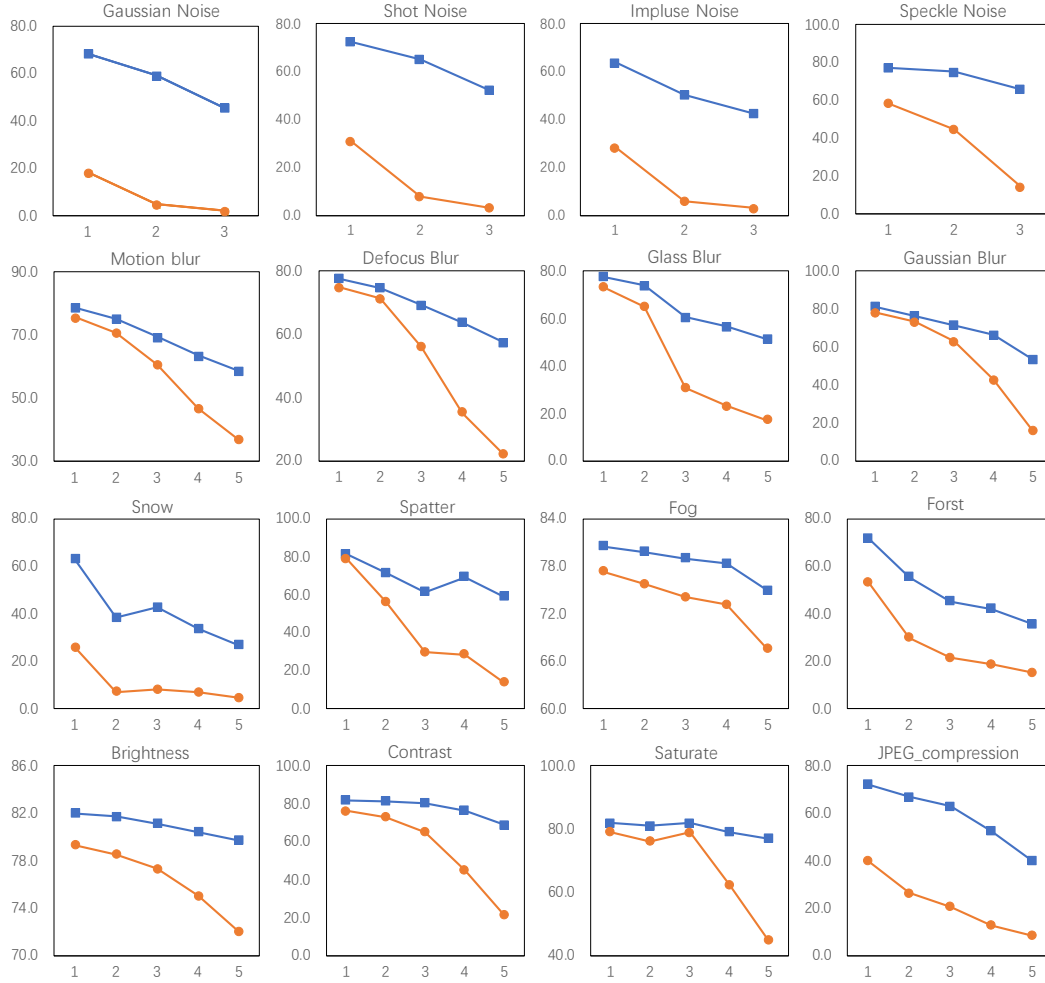 Gaussian Noise
80.0
60.0
40.0
20.0
0.0
1 2 3
Shot Noise
80.0
60.0
40.0
20.0
0.0
1 2 3
Impluse Noise
80.0
60.0
40.0
20.0
0.0
1 2 3
Speckle Noise
100.0
80.0
60.0
40.0
20.0
0.0
1 2 3
Motion blur
90.0
70.0
50.0
30.0
1 2 3 4 5
Defocus Blur
80.0
60.0
40.0
20.0
1 2 3 4 5
Glass Blur
80.0
60.0
40.0
20.0
0.0
1 2 3 4 5
Gaussian Blur
100.0
80.0
60.0
40.0
20.0
0.0
1 2 3 4 5
Snow
80.0
60.0
40.0
20.0
0.0
1 2 3 4 5
Spatter
100.0
80.0
60.0
40.0
20.0
0.0
1 2 3 4 5
Fog
84.0
78.0
72.0
66.0
60.0
1 2 3 4 5
Forst
80.0
60.0
40.0
20.0
0.0
1 2 3 4 5
Brightness
86.0
82.0
78.0
74.0
70.0
1 2 3 4 5
Contrast
100.0
80.0
60.0
40.0
20.0
0.0
1 2 3 4 5
Saturate
100.0
80.0
60.0
40.0
1 2 3 4 5
JPEG_compression
80.0
60.0
40.0
20.0
0.0
1 2 3 4 5